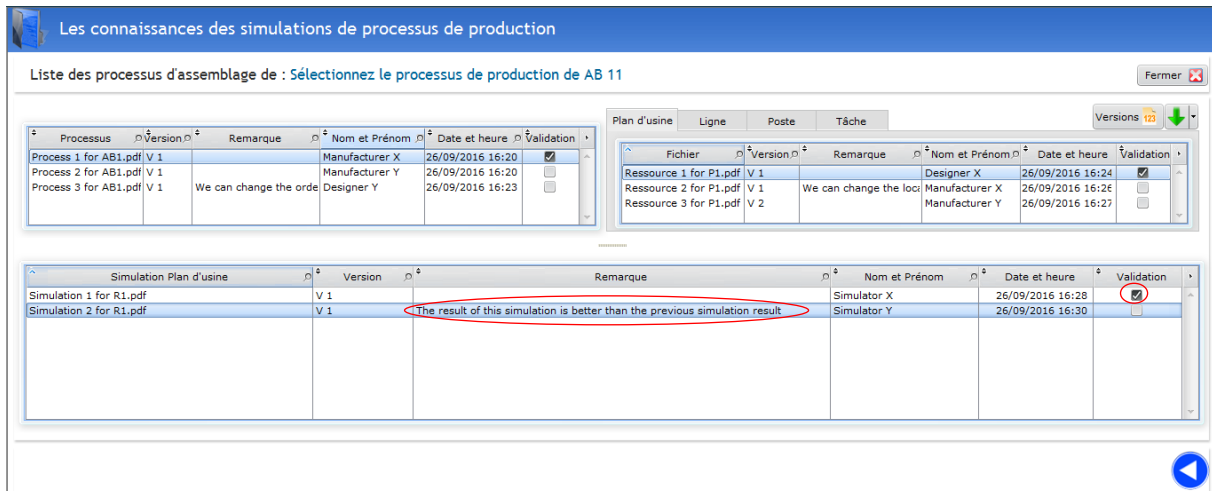 Les connaissances des simulations de processus de production
Liste des processus d'assemblage de : Sélectionnez le processus de production de AB 11
Fermer
Processus Version Remarque Nom et Prénom Date et heure Validation
Process 1 for AB1.pdf V 1 Manufacturer X 26/09/2016 16:20
Process 2 for AB1.pdf V 1 Manufacturer Y 26/09/2016 16:20
Process 3 for AB1.pdf V 1 We can change the orde Designer Y 26/09/2016 16:23
Plan d'usine Ligne Poste Tâche
Versions 123
Fichier Version Remarque Nom et Prénom Date et heure Validation
Ressource 1 for P1.pdf V 1 Designer X 26/09/2016 16:24
Ressource 2 for P1.pdf V 1 We can change the loca Manufacturer X 26/09/2016 16:26
Ressource 3 for P1.pdf V 2 Manufacturer Y 26/09/2016 16:27
Simulation Plan d'usine Version Remarque Nom et Prénom Date et heure Validation
Simulation 1 for R1.pdf V 1 Simulator X 26/09/2016 16:28
Simulation 2 for R1.pdf V 1 The result of this simulation is better than the previous simulation result Simulator Y 26/09/2016 16:30